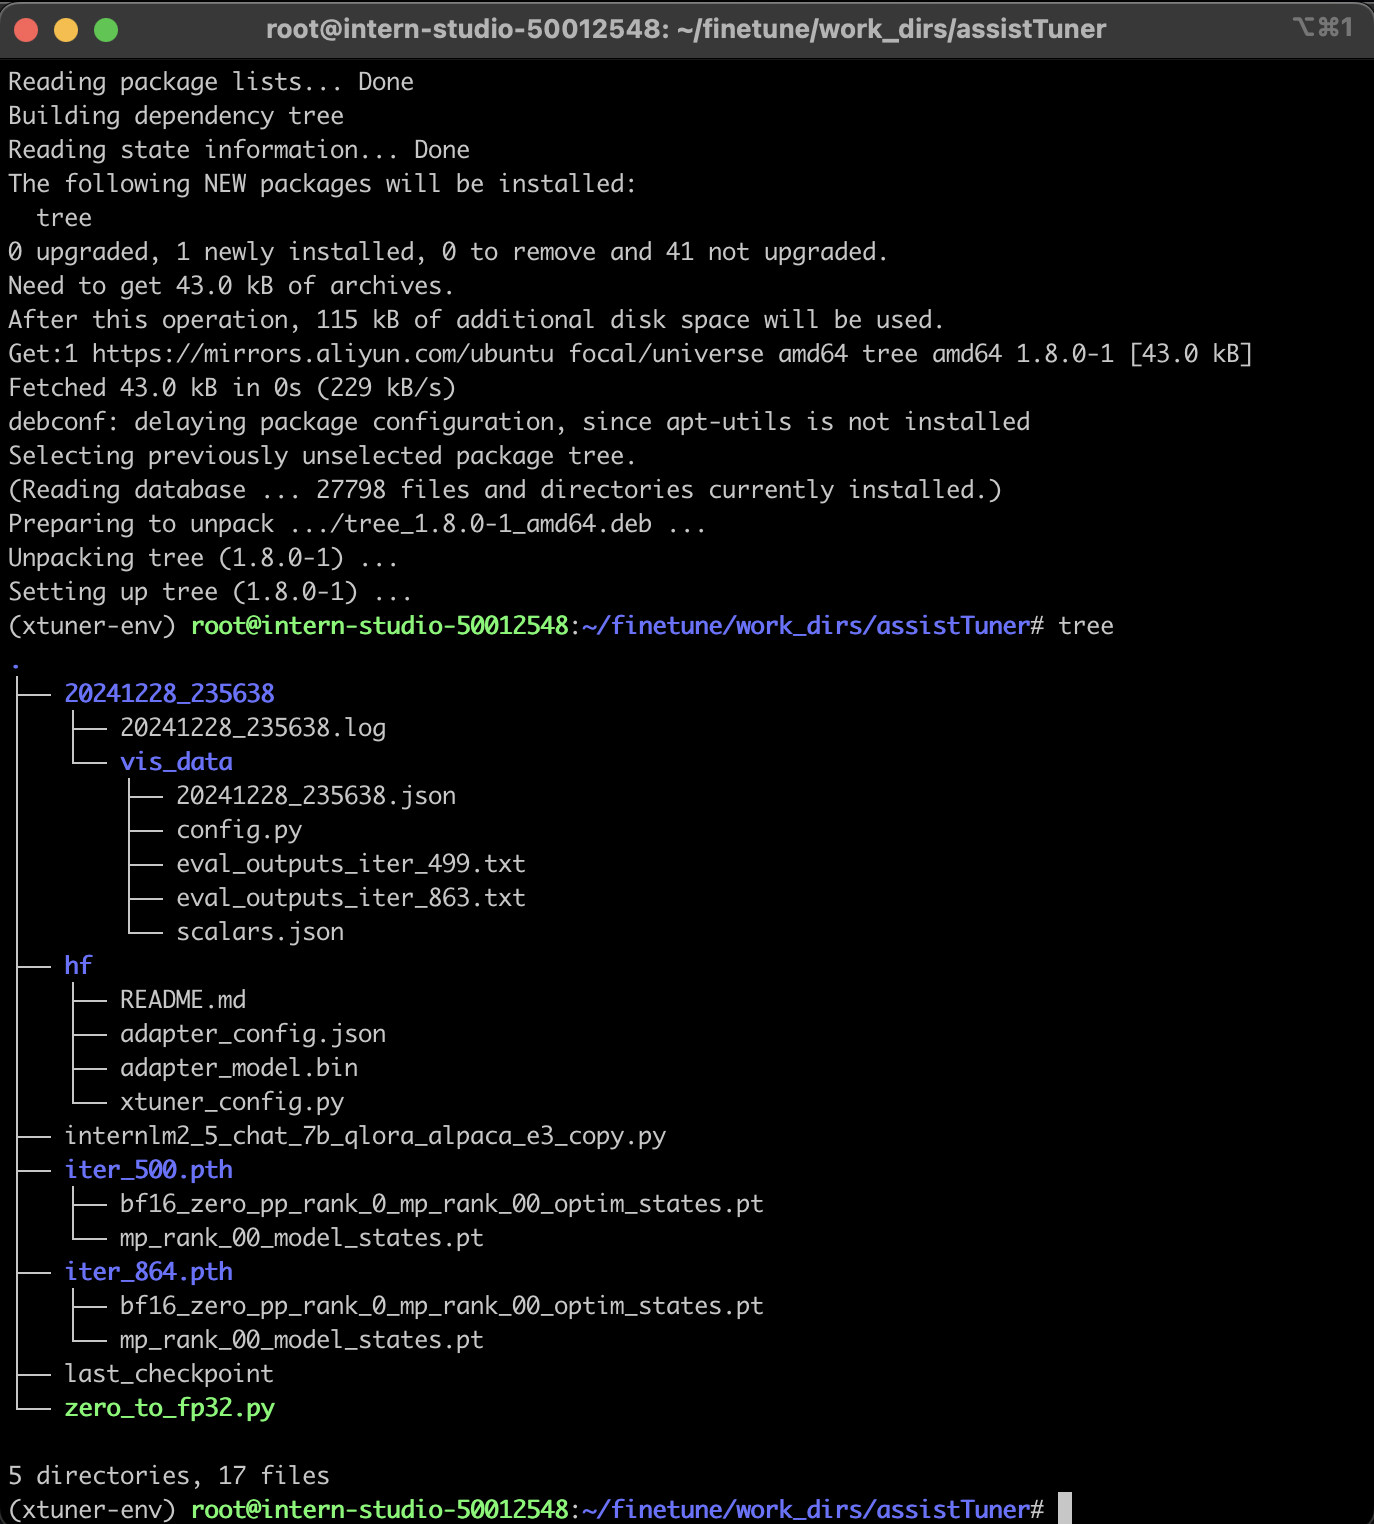 root@intern-studio-50012548: ~/finetune/work_dirs/assistTuner ⌥⌘1
Reading package lists... Done
Building dependency tree
Reading state information... Done
The following NEW packages will be installed:
  tree
0 upgraded, 1 newly installed, 0 to remove and 41 not upgraded.
Need to get 43.0 kB of archives.
After this operation, 115 kB of additional disk space will be used.
Get:1 https://mirrors.aliyun.com/ubuntu focal/universe amd64 tree amd64 1.8.0-1 [43.0 kB]
Fetched 43.0 kB in 0s (229 kB/s)
debconf: delaying package configuration, since apt-utils is not installed
Selecting previously unselected package tree.
(Reading database ... 27798 files and directories currently installed.)
Preparing to unpack .../tree_1.8.0-1_amd64.deb ...
Unpacking tree (1.8.0-1) ...
Setting up tree (1.8.0-1) ...
(xtuner-env) root@intern-studio-50012548:~/finetune/work_dirs/assistTuner# tree
.
├── 20241228_235638
│   ├── 20241228_235638.log
│   └── vis_data
│       ├── 20241228_235638.json
│       ├── config.py
│       ├── eval_outputs_iter_499.txt
│       ├── eval_outputs_iter_863.txt
│       └── scalars.json
├── hf
│   ├── README.md
│   ├── adapter_config.json
│   ├── adapter_model.bin
│   └── xtuner_config.py
├── internlm2_5_chat_7b_qlora_alpaca_e3_copy.py
├── iter_500.pth
│   ├── bf16_zero_pp_rank_0_mp_rank_00_optim_states.pt
│   └── mp_rank_00_model_states.pt
├── iter_864.pth
│   ├── bf16_zero_pp_rank_0_mp_rank_00_optim_states.pt
│   └── mp_rank_00_model_states.pt
├── last_checkpoint
└── zero_to_fp32.py

5 directories, 17 files
(xtuner-env) root@intern-studio-50012548:~/finetune/work_dirs/assistTuner#